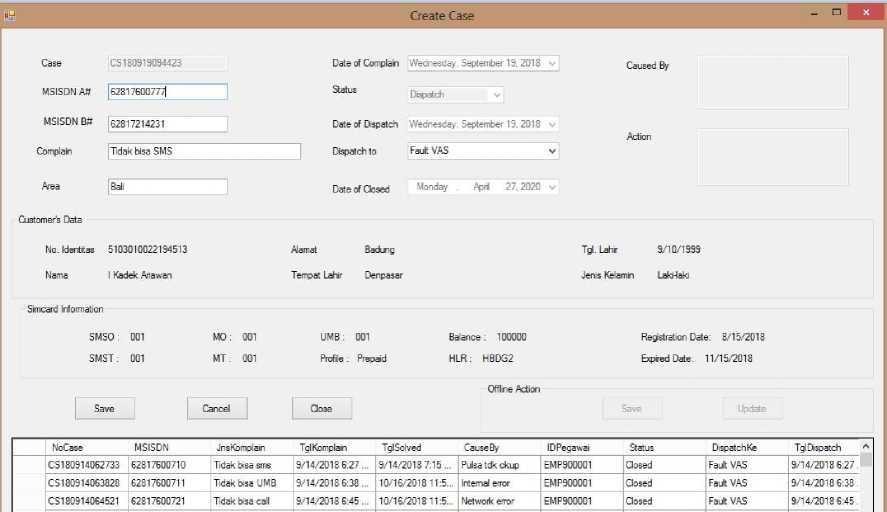 Create Case
Case CS180919094423 Date of Complain Wednesday, September 19, 2018 Caused By
MSISDN A# 62817600777 Status Dispatch
MSISDN B# 62817214231 Date of Dispatch Wednesday, September 19, 2018 Action
Complain Tidak bisa SMS Dispatch to Fault VAS
Area Bali Date of Closed Monday , April 27, 2020
Customer's Data
No. Identitas 5103010022194513 Alamat Badung Tgl. Lahir 9/10/1999
Nama I Kadek Anawan Tempat Lahir Denpasar Jenis Kelamin Laki-laki
Simcard Information
SMSO : 001 MO : 001 UMB : 001 Balance : 100000 Registration Date: 8/15/2018
SMST : 001 MT : 001 Profile : Prepaid HLR : HBDG2 Expired Date: 11/15/2018
Offline Action
Save Cancel Close Save Update
NoCase MSISDN JnsKomplain TglKomplain TglSolved CauseBy IDPegawai Status DispatchKe TglDispatch
CS180914062733 62817600710 Tidak bisa sms 9/14/2018 6:27 ... 9/14/2018 7:15 ... Pulsa tdk ckup EMP900001 Closed Fault VAS 9/14/2018 6:27
CS180914063828 62817600711 Tidak bisa UMB 9/14/2018 6:38 ... 10/16/2018 11:5... Internal error EMP900001 Closed Fault VAS 9/14/2018 6:38
CS180914064521 62817600721 Tidak bisa call 9/14/2018 6:45 ... 10/16/2018 11:5... Network error EMP900001 Closed Fault VAS 9/14/2018 6:45